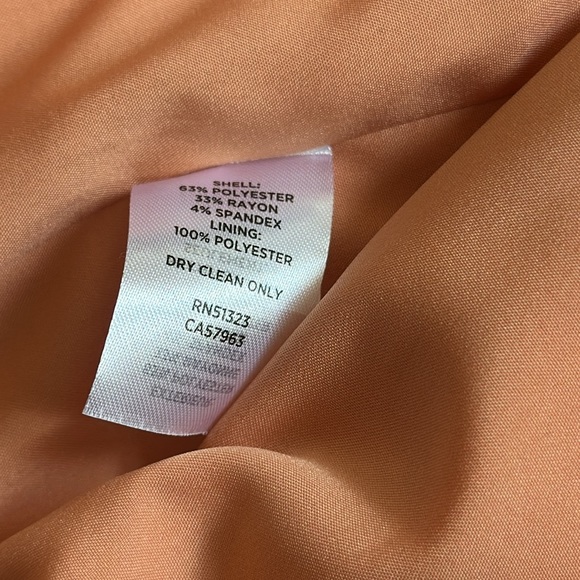 SHELL:
63% POLYESTER
33% RAYON
4% SPANDEX
LINING:
100% POLYESTER
DRY CLEAN ONLY
RN51323
CA57963